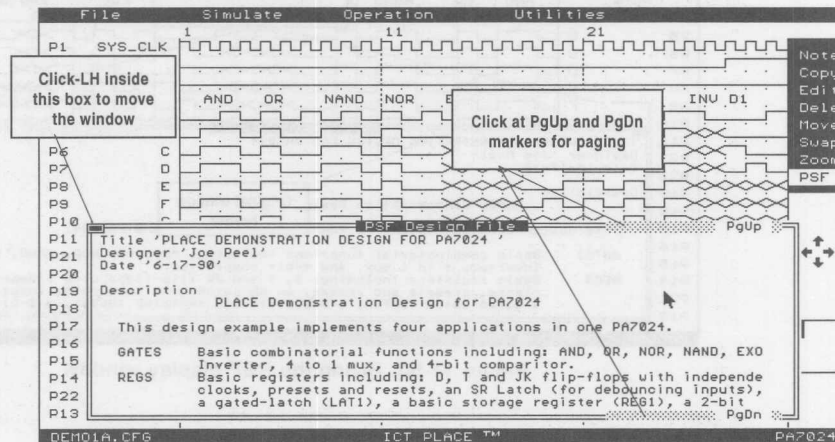 File Simulate Operation Utilities
1 11 21
P1 SYS_CLK
Click-LH inside
this box to move
the window
Click at PgUp and PgDn
markers for paging
AND OR NAND NOR INV D1
P6 C
P7 D
P8 E
P9 F
P10
P11
P21
P20
P19
P18
P17
P16
P15
P14
P22
P13
Note
Copy
Edit
Dele
Move
Swap
Zoom
PSF
PSF Design File PgUp
Title 'PLACE DEMONSTRATION DESIGN FOR PA7024 '
Designer 'Joe Peel'
Date '6-17-90'
Description
PLACE Demonstration Design for PA7024
This design example implements four applications in one PA7024.
GATES Basic combinatorial functions including: AND, OR, NOR, NAND, EXO
Inverter, 4 to 1 mux, and 4-bit comparitor.
REGS Basic registers including: D, T and JK flip-flops with independe
clocks, presets and resets, an SR Latch (for debouncing inputs),
a gated-latch (LAT1), a basic storage register (REG1), a 2-bit
PgDn
DEMO1A.CFG ICT PLACE ™ PA7024